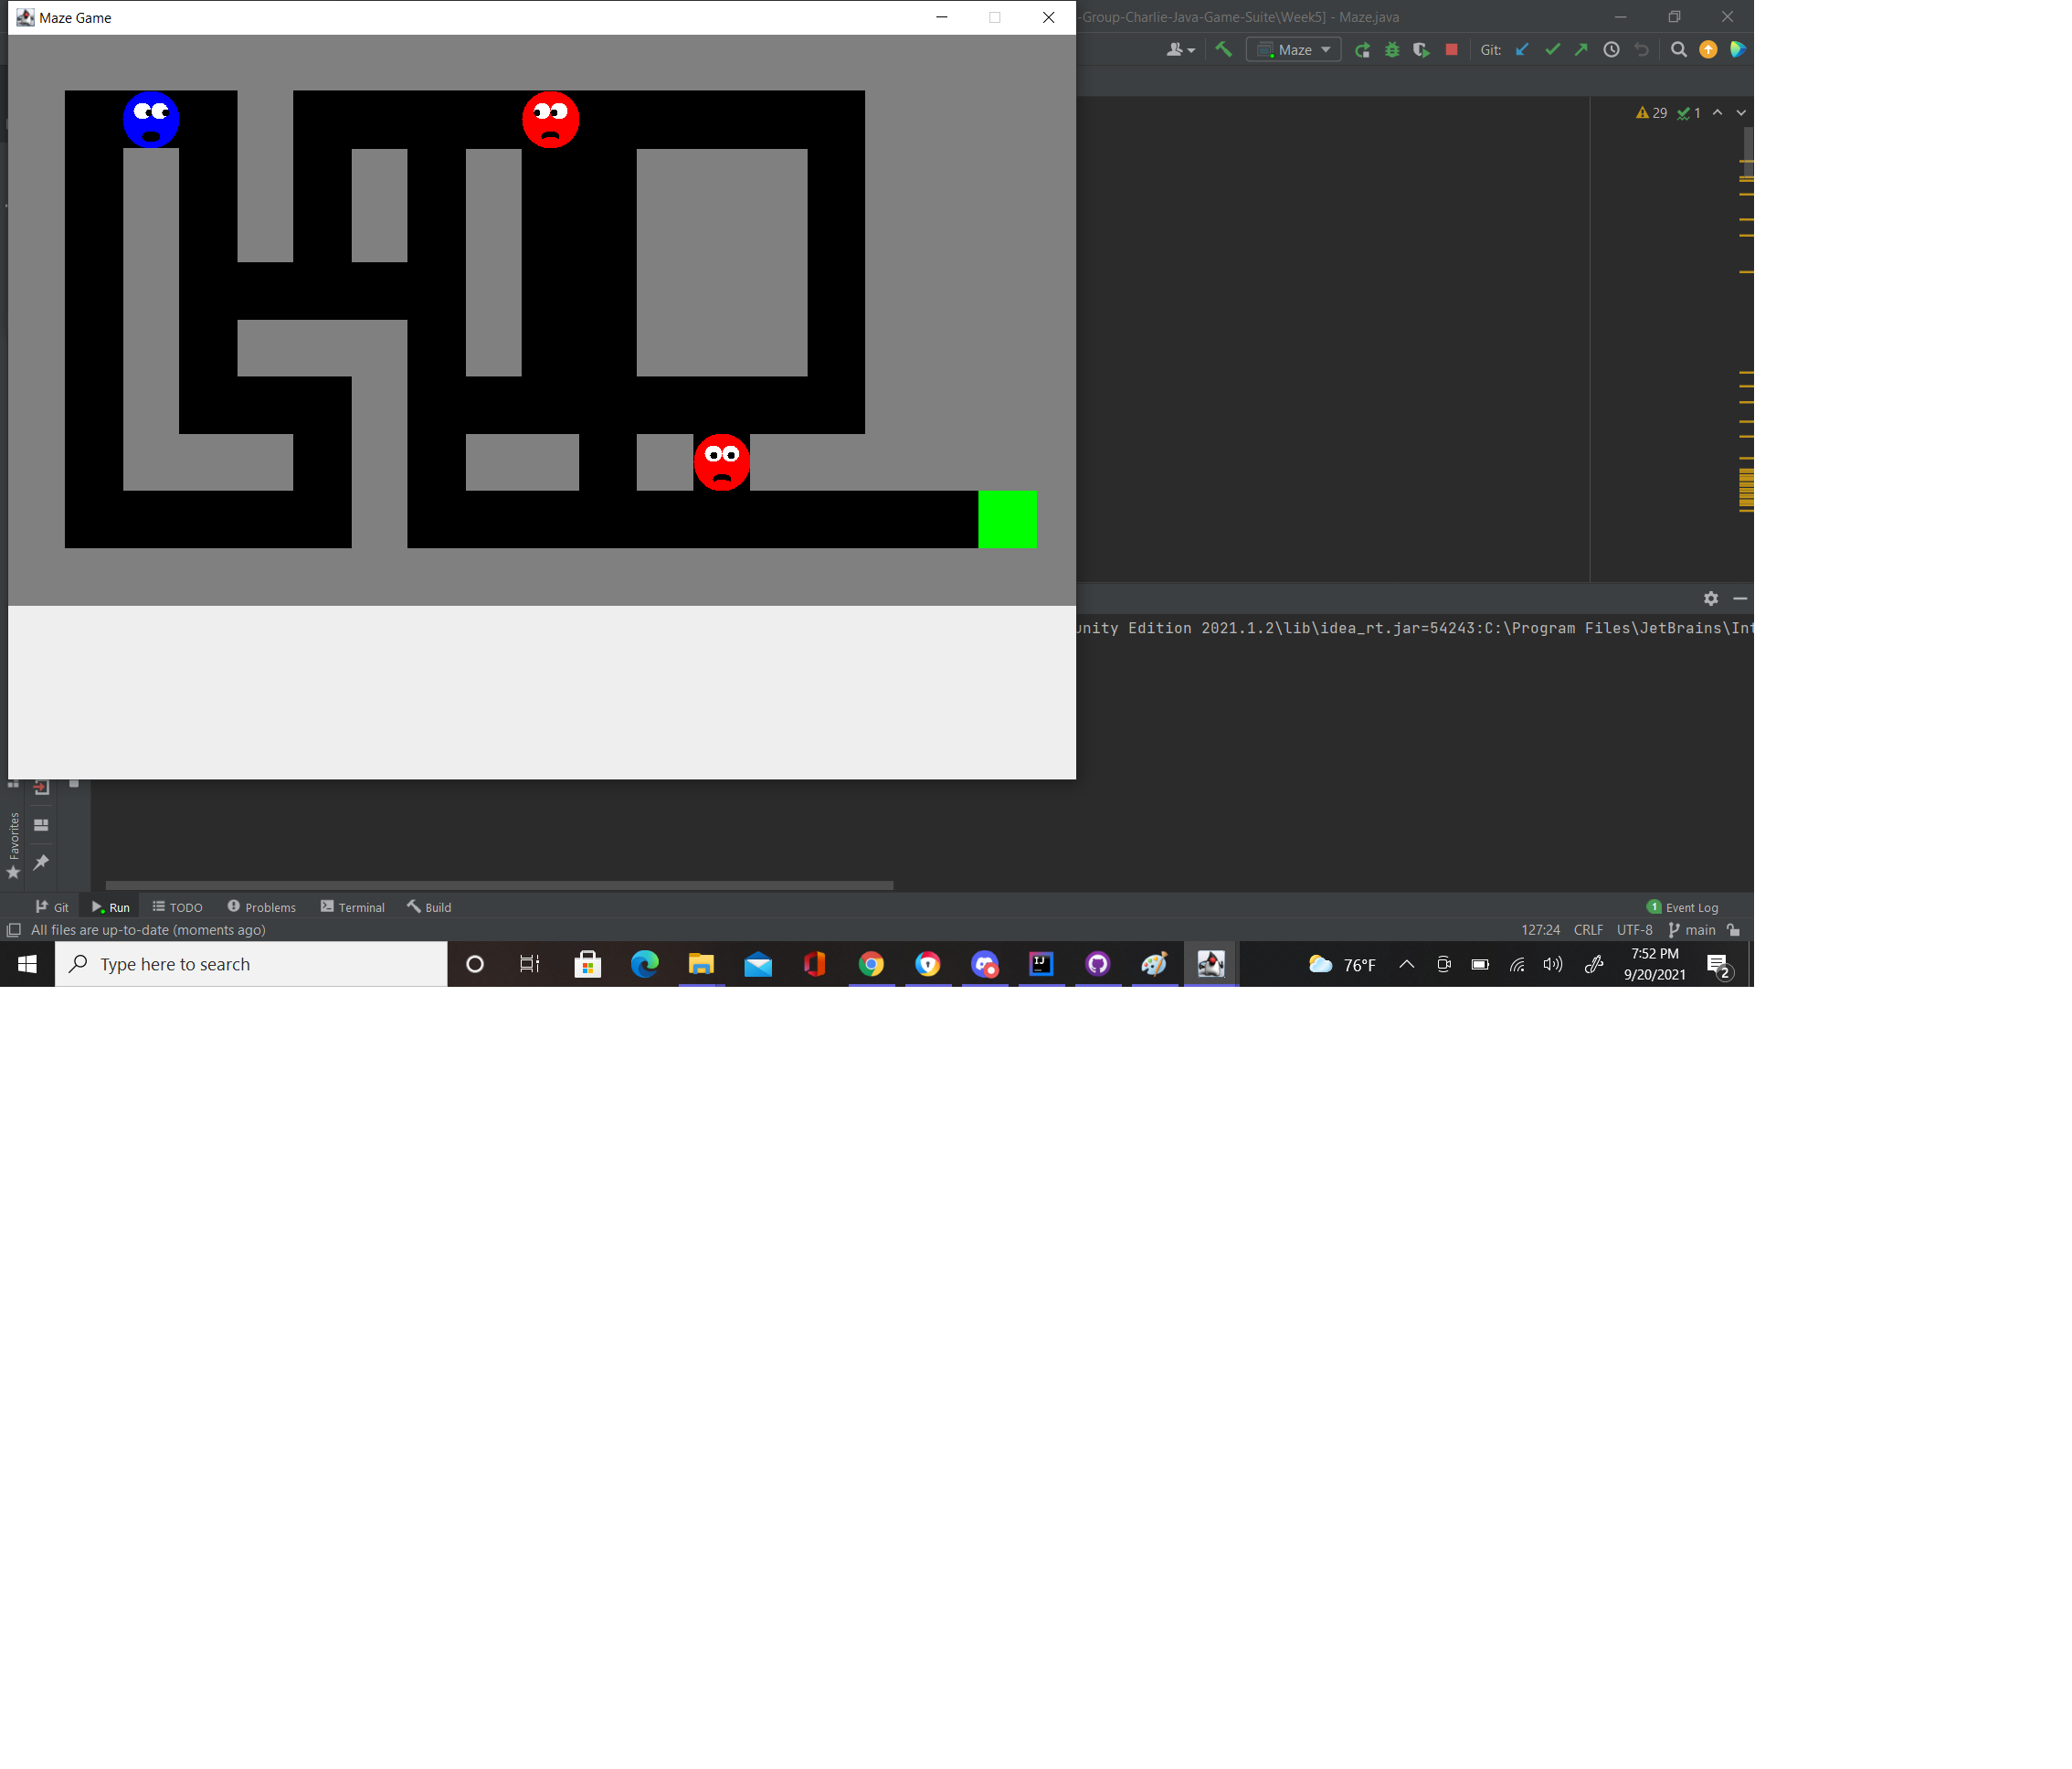 Maze Game
-Group-Charlie-Java-Game-Suite\Week5] - Maze.java
Maze
Git:
29
1
unity Edition 2021.1.2\lib\idea_rt.jar=54243:C:\Program Files\JetBrains\Int
Favorites
Git
Run
TODO
Problems
Terminal
Build
1
Event Log
All files are up-to-date (moments ago)
127:24
CRLF
UTF-8
main
Type here to search
IJ
76°F
7:52 PM
9/20/2021
2